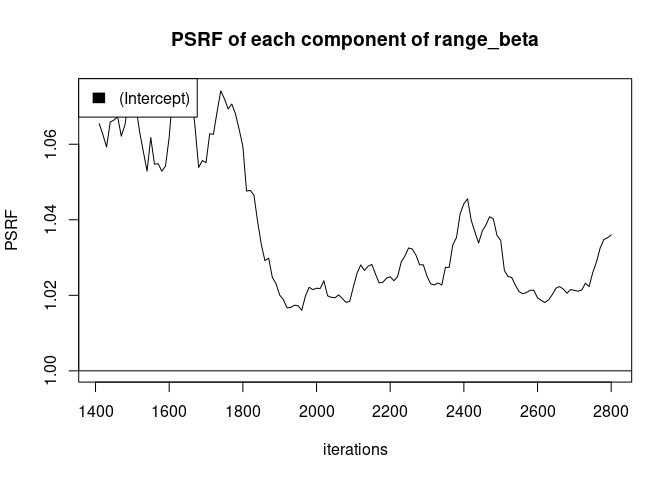 PSRF of each component of range_beta
(Intercept)
PSRF
1.06
1.04
1.02
1.00
1400 1600 1800 2000 2200 2400 2600 2800
iterations